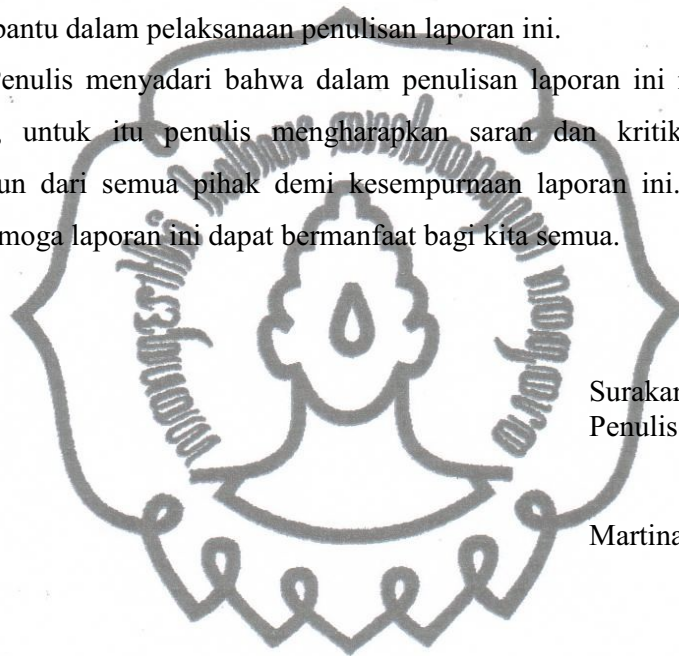 bantu dalam pelaksanaan penulisan laporan ini.
Penulis menyadari bahwa dalam penulisan laporan ini
untuk itu penulis mengharapkan saran dan kritik
un dari semua pihak demi kesempurnaan laporan ini.
moga laporan ini dapat bermanfaat bagi kita semua.
Surakar
Penulis
Martina